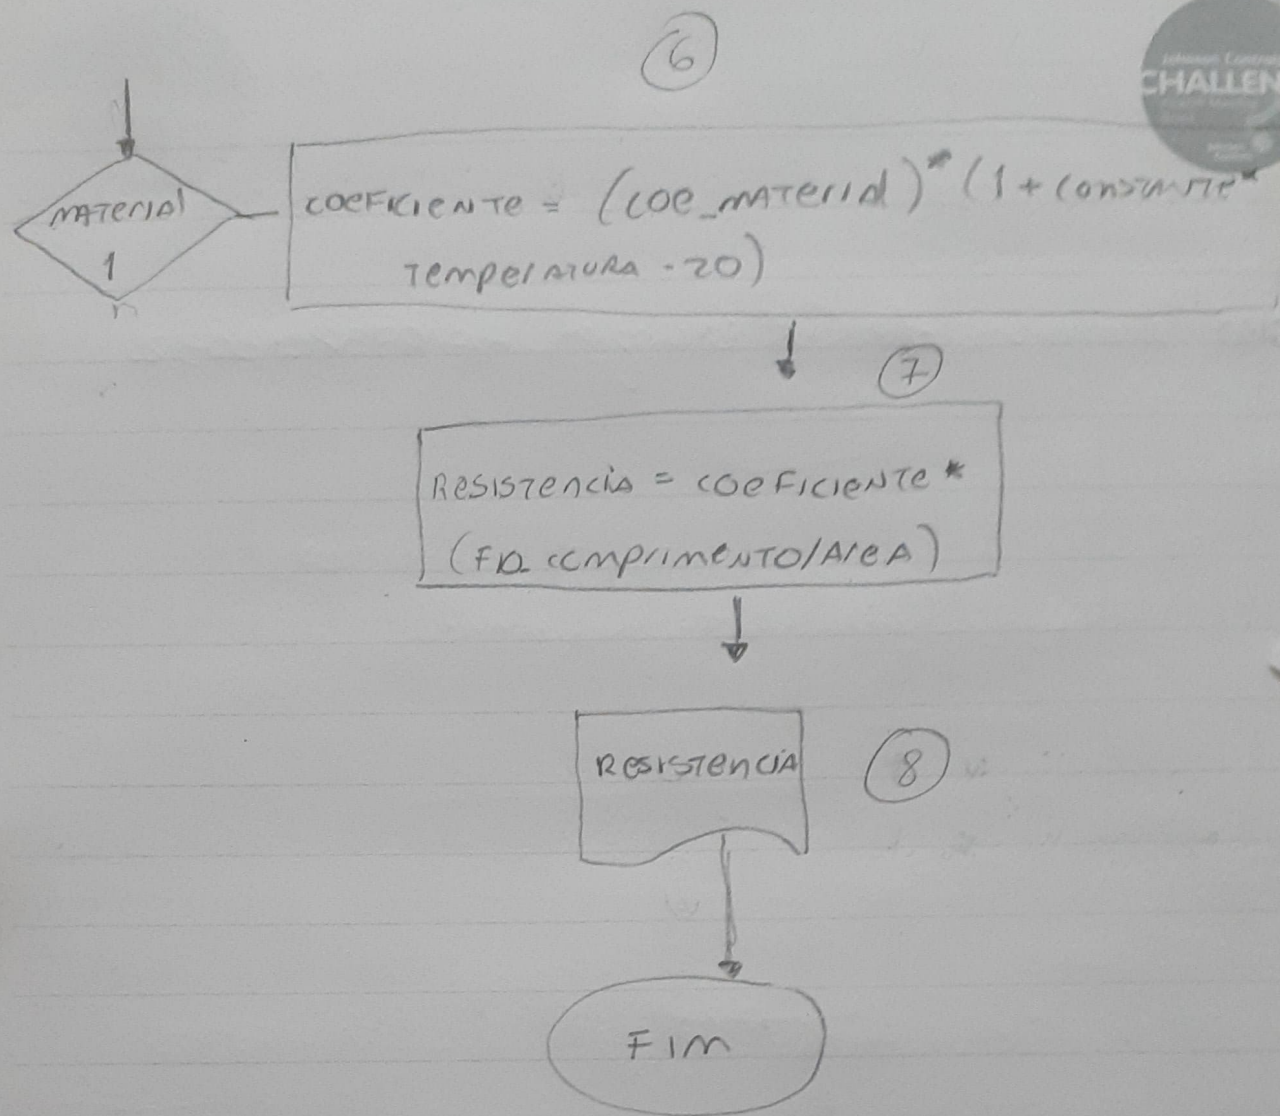 6
CHALLEN
MATERIAL
1
n
COEFICIENTE = (COE_MATERIAL)* (1 + CONSTANTE*
TEMPERATURA - 20)
7
RESISTENCIA = COEFICIENTE *
(FIO_COMPRIMENTO/AREA)
RESISTENCIA
8
FIM